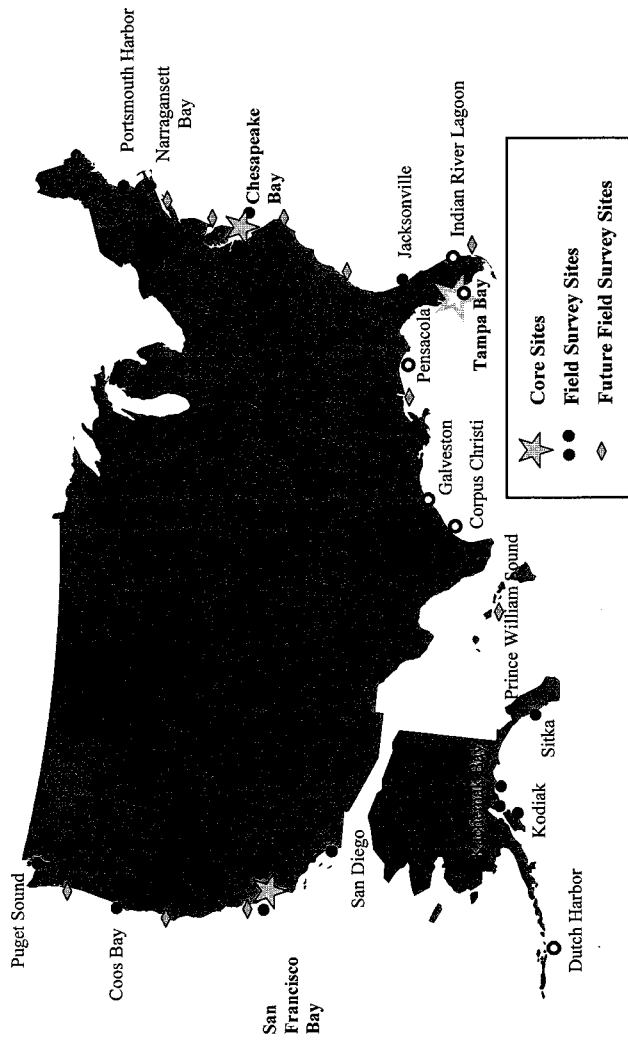 Puget Sound
Coos Bay
San
Francisco
Bay
San Diego
Portsmouth Harbor
Narragansett
Bay
Chesapeake
Bay
Jacksonville
Indian River Lagoon
Tampa Bay
Pensacola
Galveston
Corpus Christi
Prince William Sound
Kachemak Bay
Sitka
Kodiak
Dutch Harbor
Core Sites
Field Survey Sites
Future Field Survey Sites